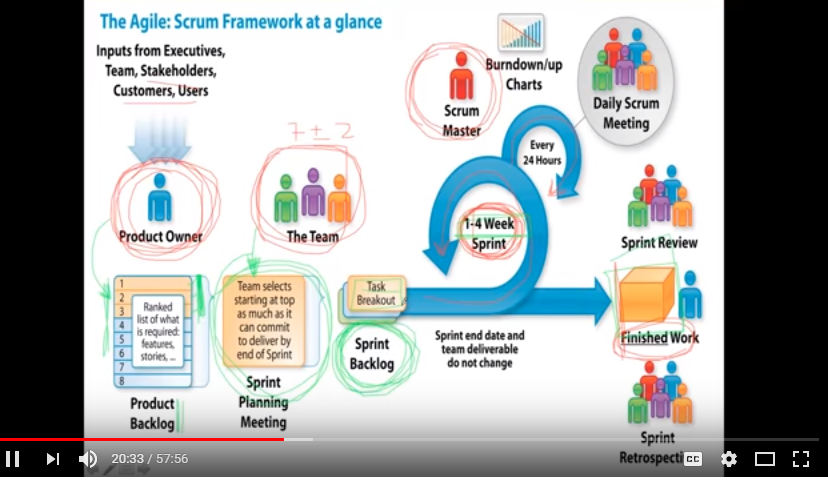 The Agile: Scrum Framework at a glance
Inputs from Executives,
Team, Stakeholders,
Customers, Users
7 ± 2
Product Owner
The Team
Scrum
Master
Burndown/up
Charts
Daily Scrum
Meeting
Every
24 Hours
1-4 Week
Sprint
1
2
3
4
5
6
7
8
Ranked
list of what
is required:
features,
stories, ...
Product
Backlog
Team selects
starting at top
as much as it
can commit
to deliver by
end of Sprint
Sprint
Planning
Meeting
Task
Breakout
Sprint
Backlog
Sprint end date and
team deliverable
do not change
Sprint Review
Finished Work
Sprint
Retrospecti
20:33 / 57:56
CC